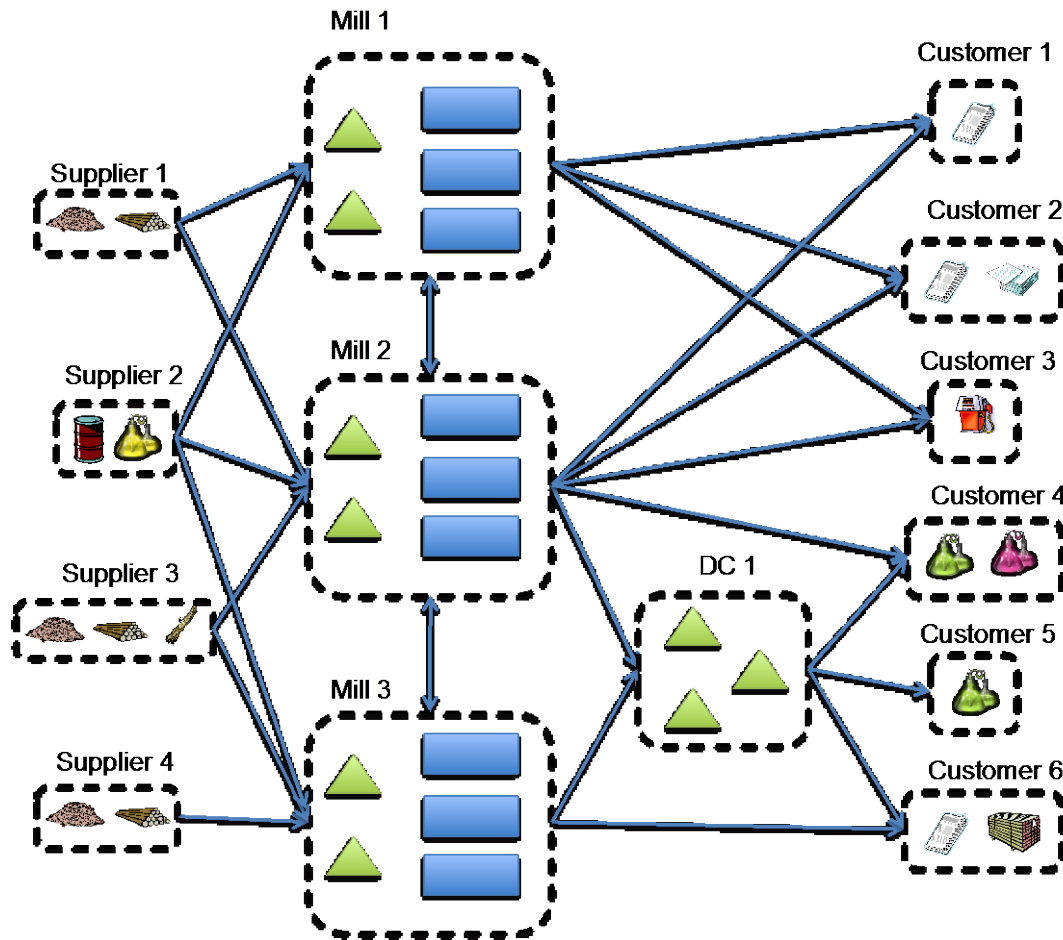 Mill 1
Customer 1
Supplier 1
Customer 2
Mill 2
Supplier 2
Customer 3
Customer 4
DC 1
Supplier 3
Customer 5
Mill 3
Supplier 4
Customer 6